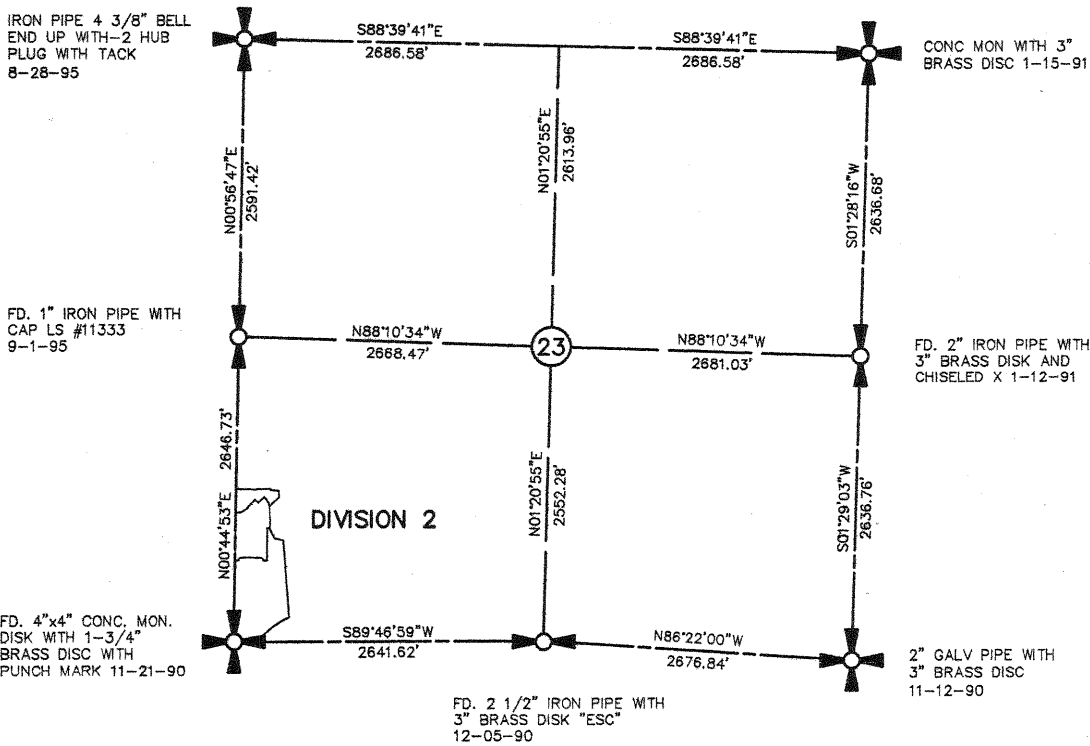 IRON PIPE 4 3/8" BELL
END UP WITH-2 HUB
PLUG WITH TACK
8-28-95
S88°39'41"E
2686.58'
S88°39'41"E
2686.58'
CONC MON WITH 3"
BRASS DISC 1-15-91
N00°56'47"E
2591.42'
N01°20'55"E
2613.96'
S01°28'16"W
2636.68'
FD. 1" IRON PIPE WITH
CAP LS #11333
9-1-95
N88°10'34"W
2668.47'
23
N88°10'34"W
2681.03'
FD. 2" IRON PIPE WITH
3" BRASS DISK AND
CHISELED X 1-12-91
N00°44'53"E
2646.73'
DIVISION 2
N01°20'55"E
2552.28'
S01°29'03"W
2636.76'
FD. 4"x4" CONC. MON.
DISK WITH 1-3/4"
BRASS DISC WITH
PUNCH MARK 11-21-90
S89°46'59"W
2641.62'
N86°22'00"W
2676.84'
2" GALV PIPE WITH
3" BRASS DISC
11-12-90
FD. 2 1/2" IRON PIPE WITH
3" BRASS DISK "ESC"
12-05-90